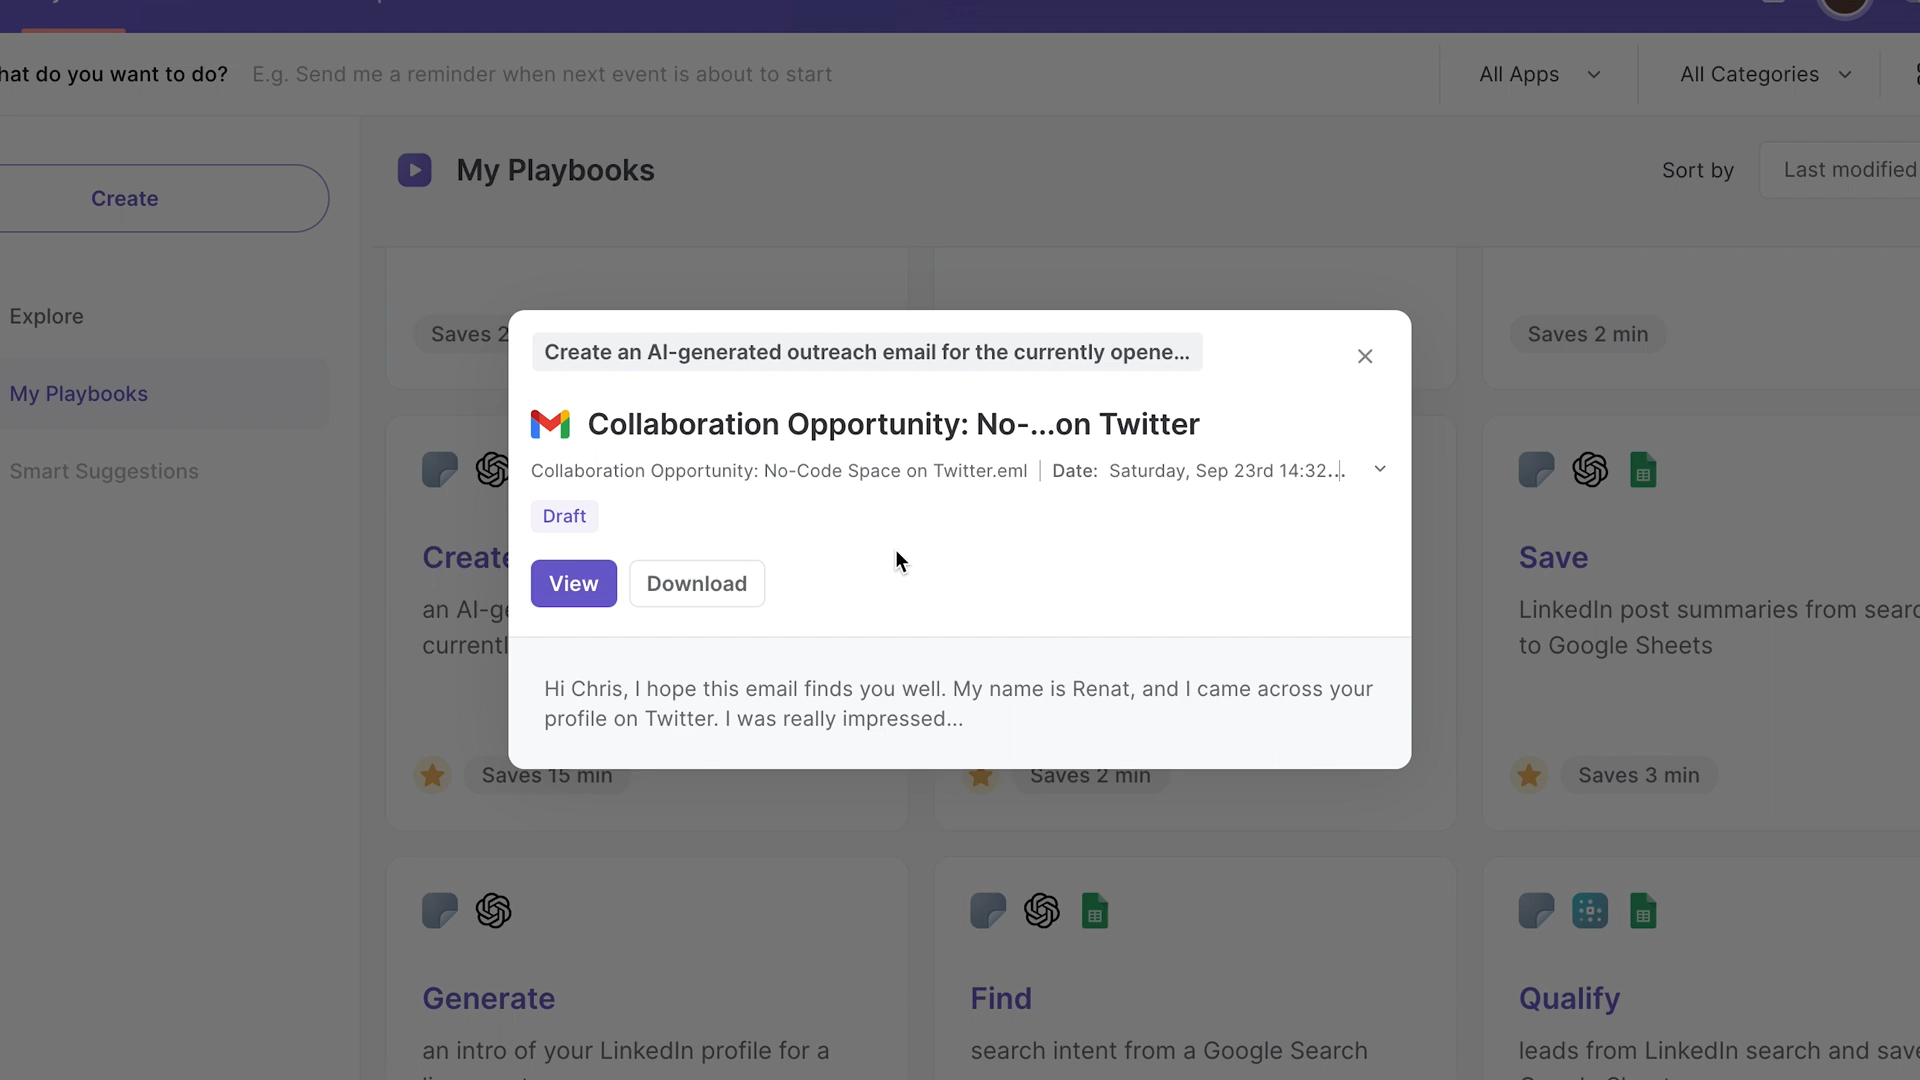 hat do you want to do? E.g. Send me a reminder when next event is about to start All Apps All Categories
Create
My Playbooks
Sort by Last modified
Explore
My Playbooks
Smart Suggestions
Saves 2
Saves 2 min
Create an AI-generated outreach email for the currently opene...
Collaboration Opportunity: No-...on Twitter
Collaboration Opportunity: No-Code Space on Twitter.eml Date: Saturday, Sep 23rd 14:32...
Draft
View Download
Hi Chris, I hope this email finds you well. My name is Renat, and I came across your
profile on Twitter. I was really impressed...
Create
an AI-ge
currentl
Saves 15 min
Saves 2 min
Save
LinkedIn post summaries from searc
to Google Sheets
Saves 3 min
Generate
an intro of your LinkedIn profile for a
Find
search intent from a Google Search
Qualify
leads from LinkedIn search and save